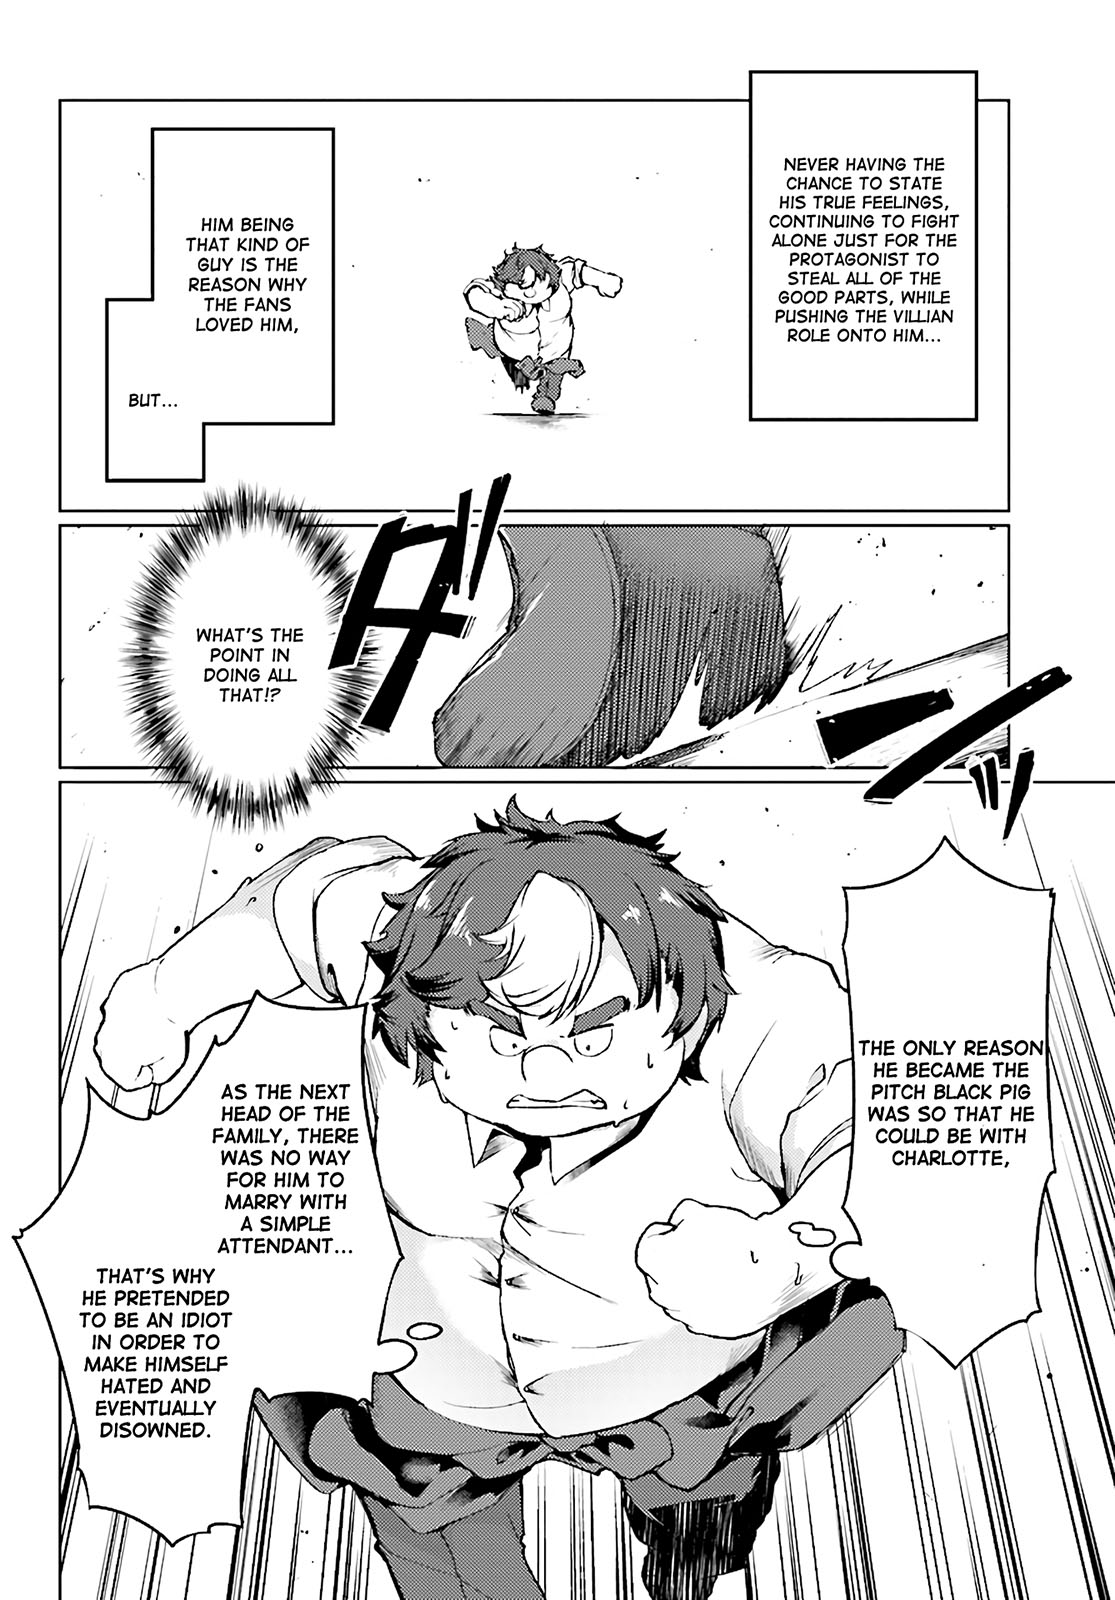 NEVER HAVING THE
CHANCE TO STATE
HIS TRUE FEELINGS,
CONTINUING TO FIGHT
ALONE JUST FOR THE
PROTAGONIST TO
STEAL ALL OF THE
GOOD PARTS, WHILE
PUSHING THE VILLIAN
ROLE ONTO HIM...
HIM BEING
THAT KIND OF
GUY IS THE
REASON WHY
THE FANS
LOVED HIM,
BUT...
ダッ
WHAT'S THE
POINT IN
DOING ALL
THAT!?
THE ONLY REASON
HE BECAME THE
PITCH BLACK PIG
WAS SO THAT HE
COULD BE WITH
CHARLOTTE,
AS THE NEXT
HEAD OF THE
FAMILY, THERE
WAS NO WAY
FOR HIM TO
MARRY WITH
A SIMPLE
ATTENDANT...
THAT'S WHY
HE PRETENDED
TO BE AN IDIOT
IN ORDER TO
MAKE HIMSELF
HATED AND
EVENTUALLY
DISOWNED.